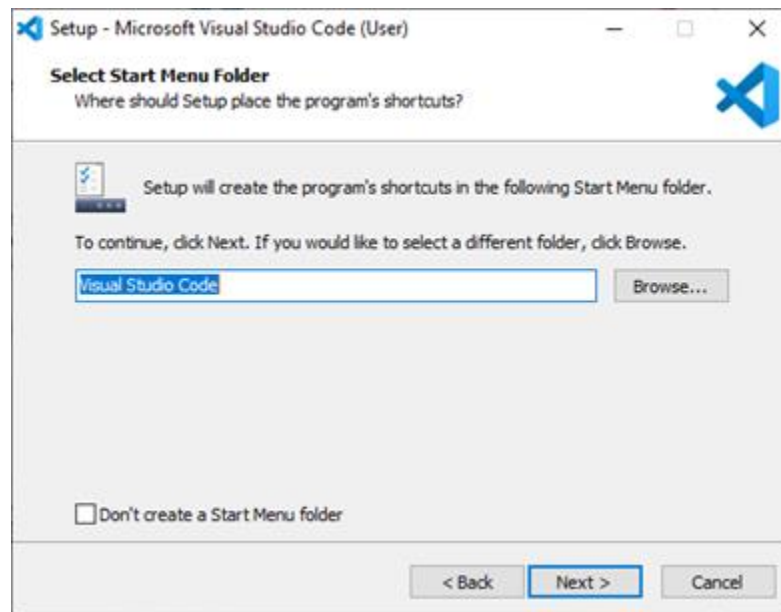 Setup - Microsoft Visual Studio Code (User)
Select Start Menu Folder
Where should Setup place the program's shortcuts?
Setup will create the program's shortcuts in the following Start Menu folder.
To continue, click Next. If you would like to select a different folder, click Browse.
Visual Studio Code
Browse...
Don't create a Start Menu folder
< Back
Next >
Cancel